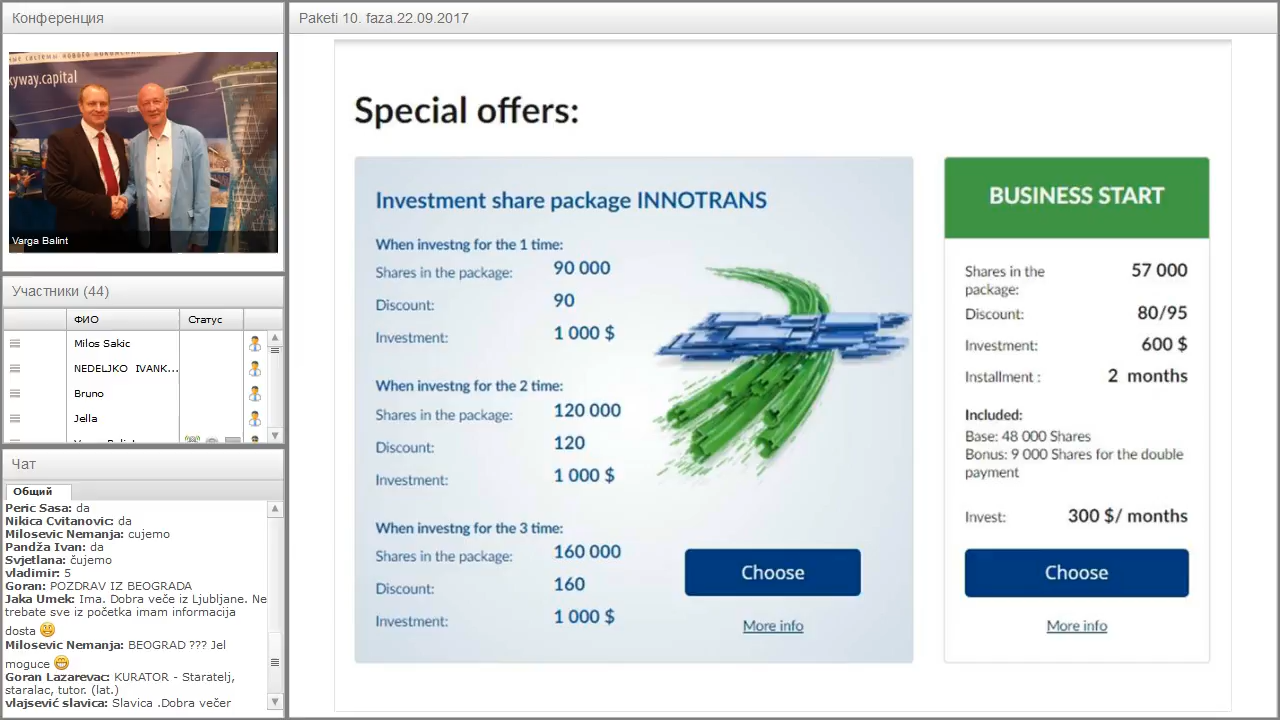 Конференция
kyway.capital
Varga Balint
Участники (44)
ФИО
Статус
Milos Sakic
NEDELJKO IVANK...
Bruno
Jella
Чат
Общий
Peric Sasa: da
Nikica Cvitanovic: da
Milosevic Nemanja: cujemo
Pandža Ivan: da
Svjetlana: čujemo
vladimir: 5
Goran: POZDRAV IZ BEOGRADA
Jaka Umek: Ima. Dobra veče iz Ljubljane. Ne
trebate sve iz početka imam informacija
dosta
Milosevic Nemanja: BEOGRAD ??? Jel
moguce
Goran Lazarevac: KURATOR - Staratelj,
staralac, tutor. (lat.)
vlajsević slavica: Slavica .Dobra večer
Paketi 10. faza.22.09.2017
Special offers:
Investment share package INNOTRANS
When investng for the 1 time:
Shares in the package: 90 000
Discount: 90
Investment: 1 000 $
When investng for the 2 time:
Shares in the package: 120 000
Discount: 120
Investment: 1 000 $
When investng for the 3 time:
Shares in the package: 160 000
Discount: 160
Investment: 1 000 $
Choose
More info
BUSINESS START
Shares in the 57 000
package:
Discount: 80/95
Investment: 600 $
Installment : 2 months
Included:
Base: 48 000 Shares
Bonus: 9 000 Shares for the double
payment
Invest: 300 $/ months
Choose
More info